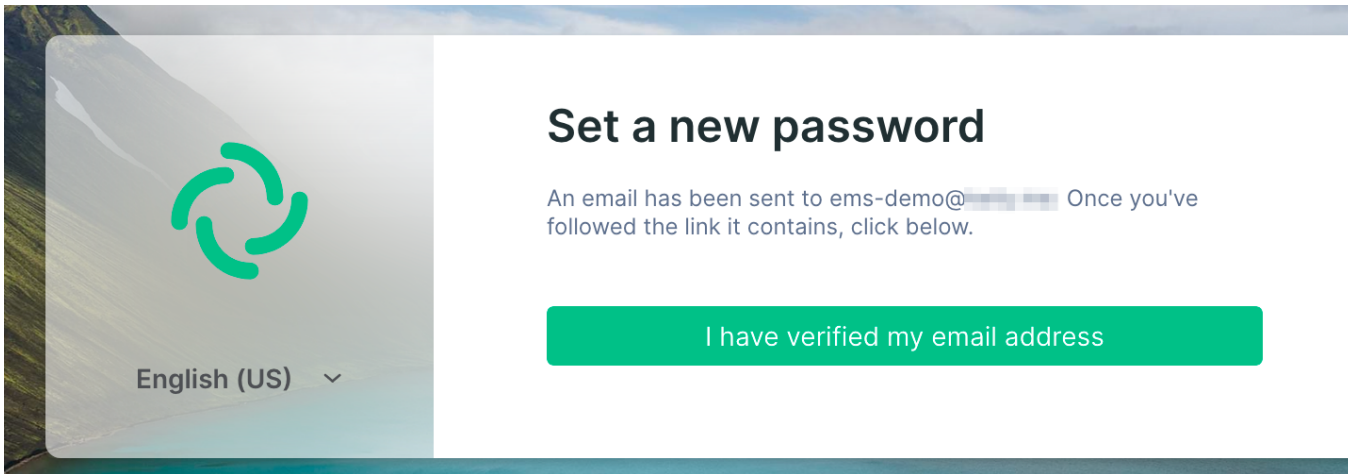 Set a new password
An email has been sent to ems-demo@ Once you've
followed the link it contains, click below.
I have verified my email address
English (US)